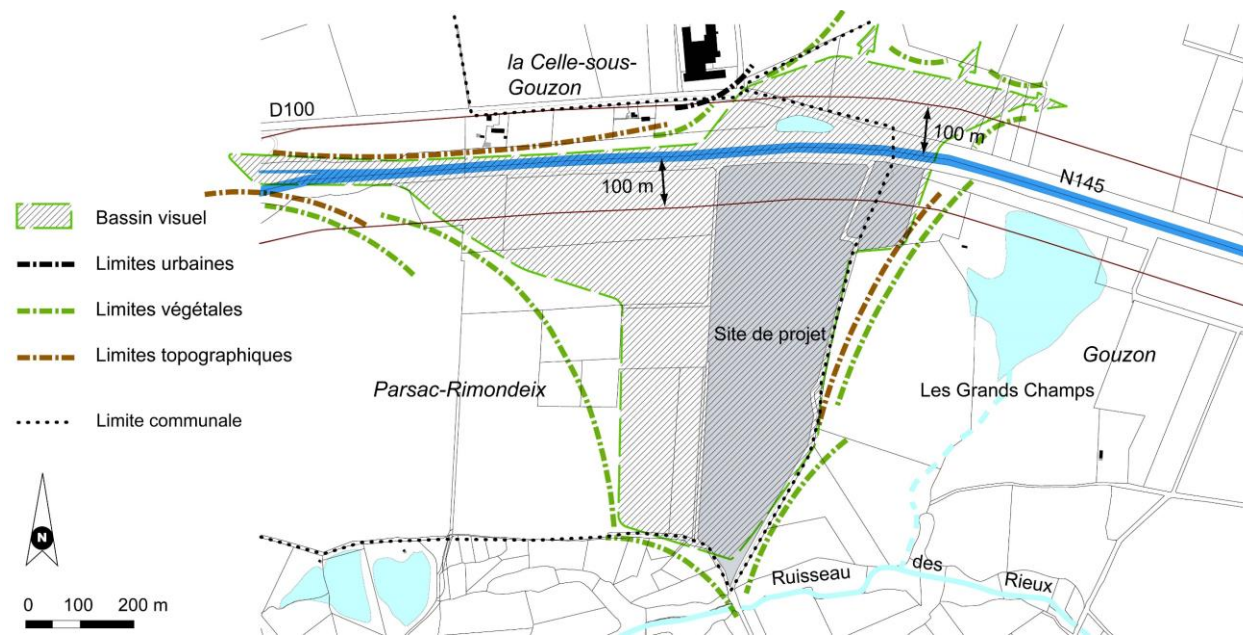 la Celle-sous-
Gouzon
D100
100 m
N145
100 m
Bassin visuel
Limites urbaines
Limites végétales
Limites topographiques
Limite communale
Site de projet
Parsac-Rimondeix
Gouzon
Les Grands Champs
N
0 100 200 m
Ruisseau des Rieux